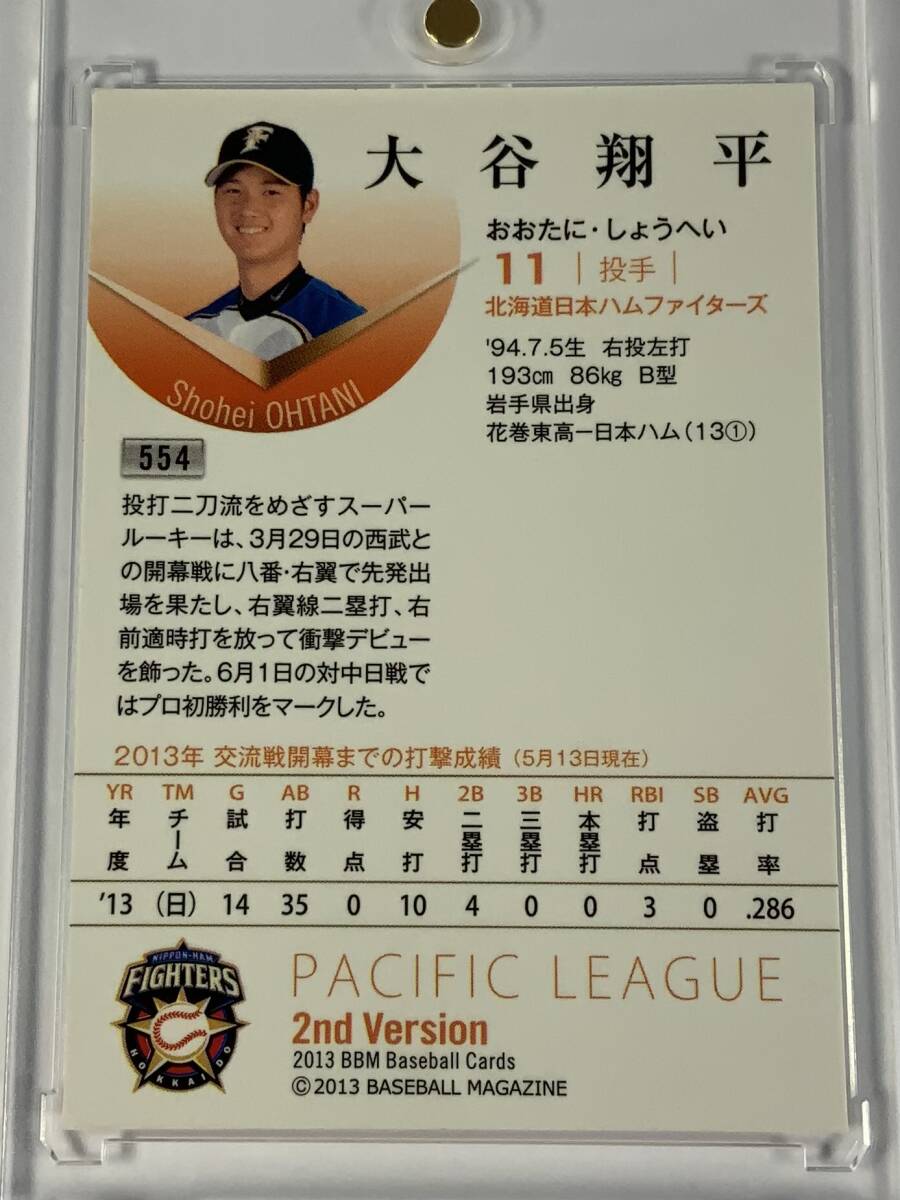 大谷翔平
おおたに・しょうへい
11 | 投手 |
北海道日本ハムファイターズ
'94.7.5生 右投左打
193cm 86kg B型
岩手県出身
花巻東高ー日本ハム(13①)
Shohei OHTANI
554
投打二刀流をめざすスーパー
ルーキーは、3月29日の西武と
の開幕戦に八番・右翼で先発出
場を果たし、右翼線二塁打、右
前適時打を放って衝撃デビュー
を飾った。6月1日の対中日戦で
はプロ初勝利をマークした。
2013年 交流戦開幕までの打撃成績 (5月13日現在)
YR TM G AB R H 2B 3B HR RBI SB AVG
年度 チーム 試合 打数 得点 安打 二塁打 三塁打 本塁打 打点 盗塁 打率
'13 (日) 14 35 0 10 4 0 0 3 0 .286
F
NIPPON-HAM
FIGHTERS
HOKKAIDO
PACIFIC LEAGUE
2nd Version
2013 BBM Baseball Cards
©2013 BASEBALL MAGAZINE